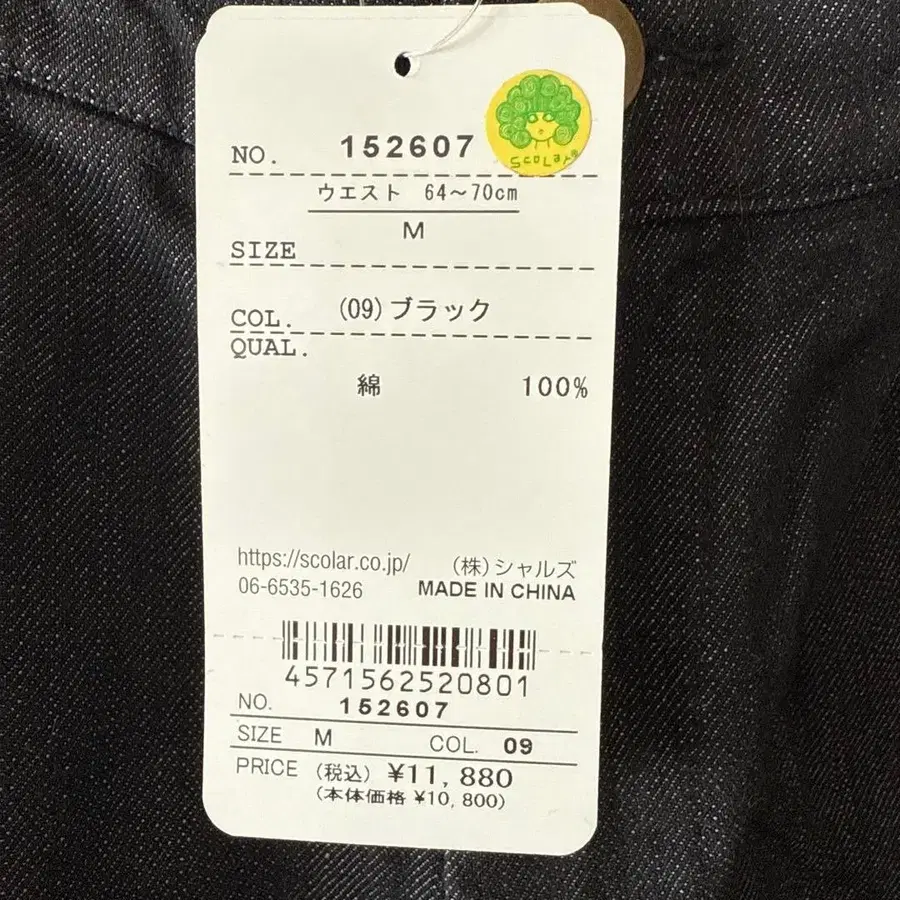 NO. 152607
ScoLar®
ウエスト 64～70cm
SIZE M
COL. (09)ブラック
QUAL.
綿 100%
https://scolar.co.jp/ (株)シャルズ
06-6535-1626 MADE IN CHINA
4571562520801
NO. 152607
SIZE M COL. 09
PRICE (税込) ¥11,880
(本体価格 ¥10,800)